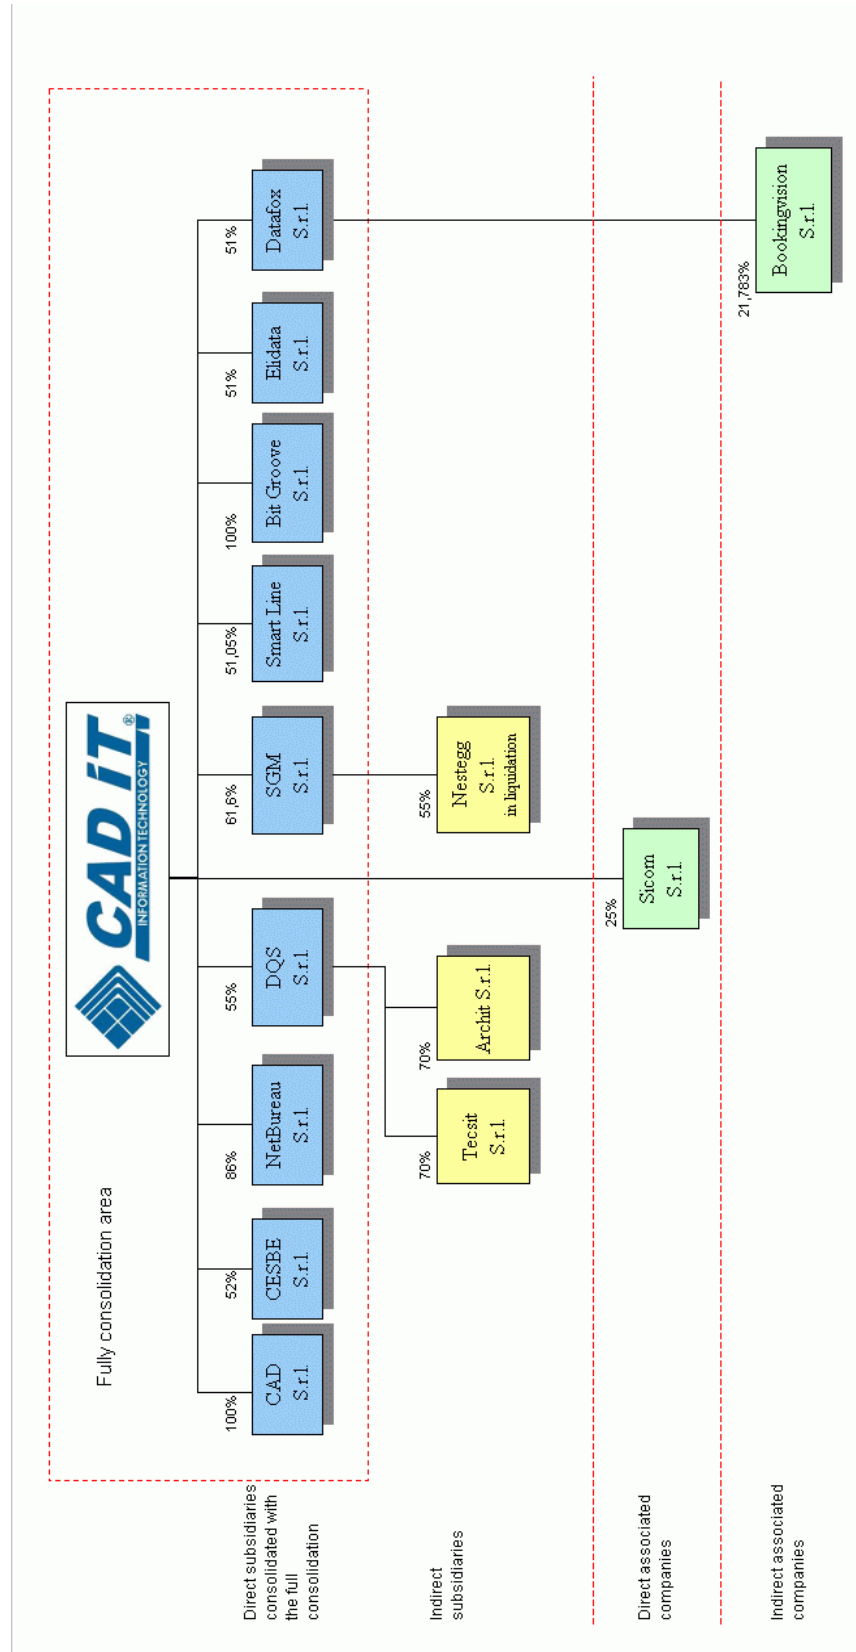 CAD iT®
INFORMATION TECHNOLOGY
Fully consolidation area
Direct subsidiaries
consolidated with
the full
consolidation
100%
CAD
S.r.l.
52%
CESBE
S.r.l.
86%
NetBureau
S.r.l.
55%
DQS
S.r.l.
61,6%
SGM
S.r.l.
51,05%
Smart Line
S.r.l.
100%
Bit Groove
S.r.l.
51%
Elidata
S.r.l.
51%
Datafox
S.r.l.
Indirect
subsidiaries
70%
Tecsit
S.r.l.
70%
Archit S.r.l.
55%
Nestegg
S.r.l.
in liquidation
Direct associated
companies
25%
Sicom
S.r.l.
Indirect associated
companies
21,783%
Bookingvision
S.r.l.